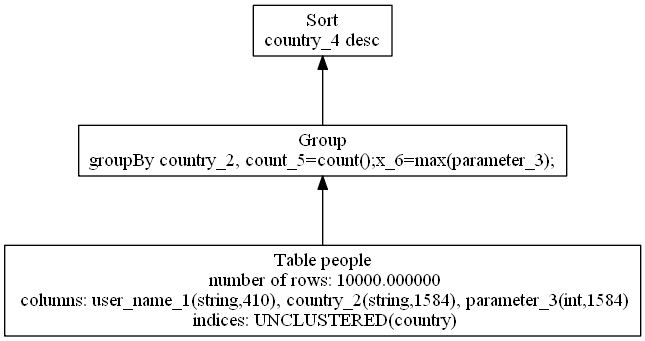 Sort
country_4 desc
Group
groupBy country_2, count_5=count();x_6=max(parameter_3);
Table people
number of rows: 10000.000000
columns: user_name_1(string,410), country_2(string,1584), parameter_3(int,1584)
indices: UNCLUSTERED(country)